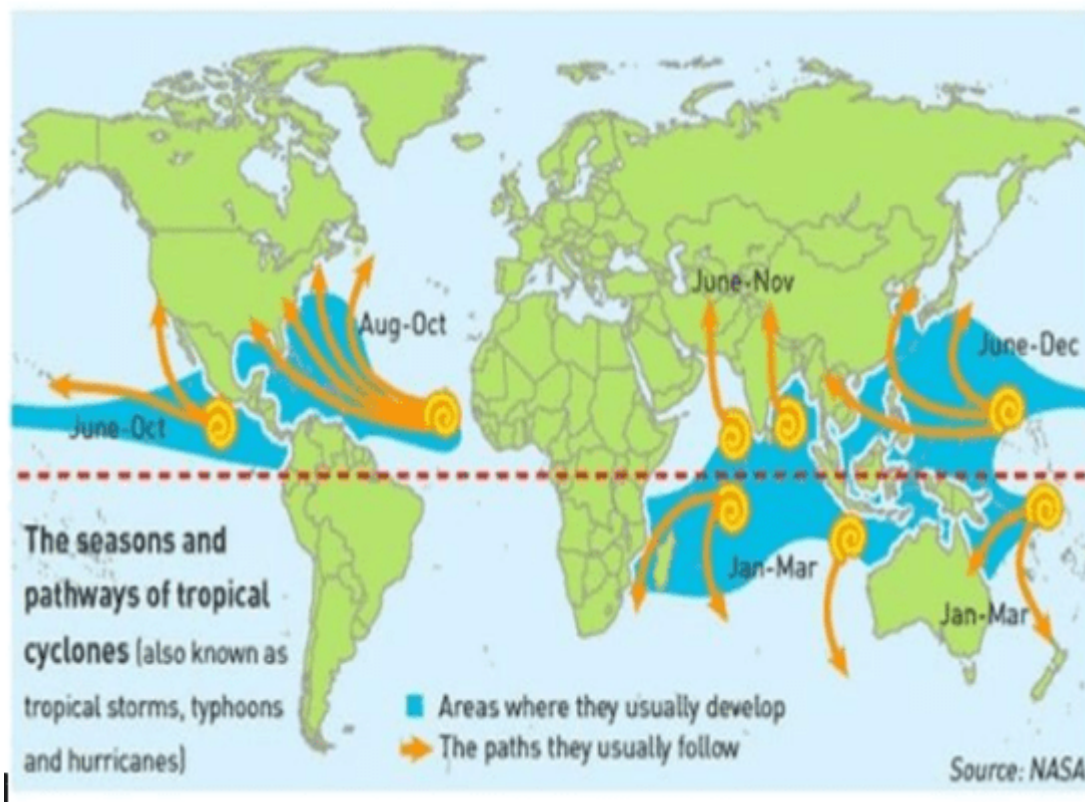 June-Nov
Aug-Oct
June-Dec
June-Oct
The seasons and
pathways of tropical
cyclones (also known as
tropical storms, typhoons
and hurricanes)
Jan-Mar
Jan-Mar
Areas where they usually develop
The paths they usually follow
Source: NASA